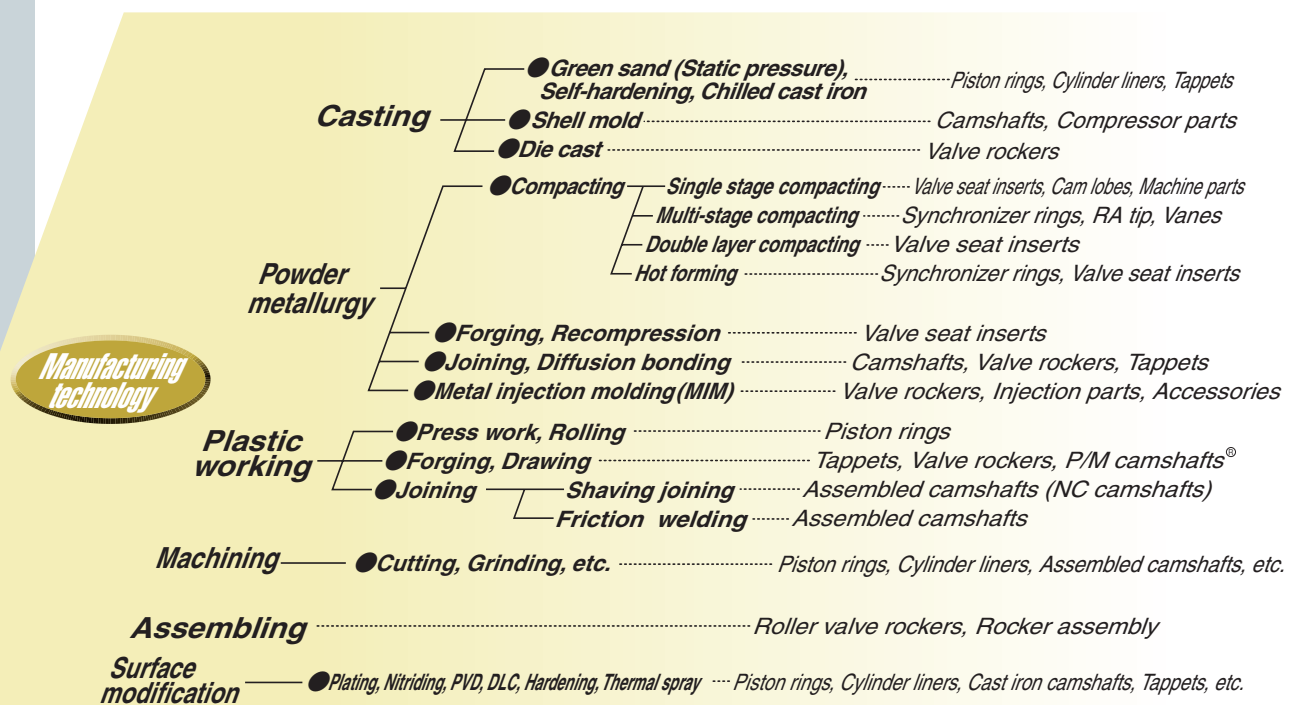 Casting
Green sand (Static pressure),
Self-hardening, Chilled cast iron
Piston rings, Cylinder liners, Tappets
Shell mold
Camshafts, Compressor parts
Die cast
Valve rockers
Powder
metallurgy
Compacting
Single stage compacting
Valve seat inserts, Cam lobes, Machine parts
Multi-stage compacting
Synchronizer rings, RA tip, Vanes
Double layer compacting
Valve seat inserts
Hot forming
Synchronizer rings, Valve seat inserts
Forging, Recompression
Valve seat inserts
Joining, Diffusion bonding
Camshafts, Valve rockers, Tappets
Metal injection molding(MIM)
Valve rockers, Injection parts, Accessories
Manufacturing
technology
Plastic
working
Press work, Rolling
Piston rings
Forging, Drawing
Tappets, Valve rockers, P/M camshafts®
Joining
Shaving joining
Assembled camshafts (NC camshafts)
Friction welding
Assembled camshafts
Machining
Cutting, Grinding, etc.
Piston rings, Cylinder liners, Assembled camshafts, etc.
Assembling
Roller valve rockers, Rocker assembly
Surface
modification
Plating, Nitriding, PVD, DLC, Hardening, Thermal spray
Piston rings, Cylinder liners, Cast iron camshafts, Tappets, etc.